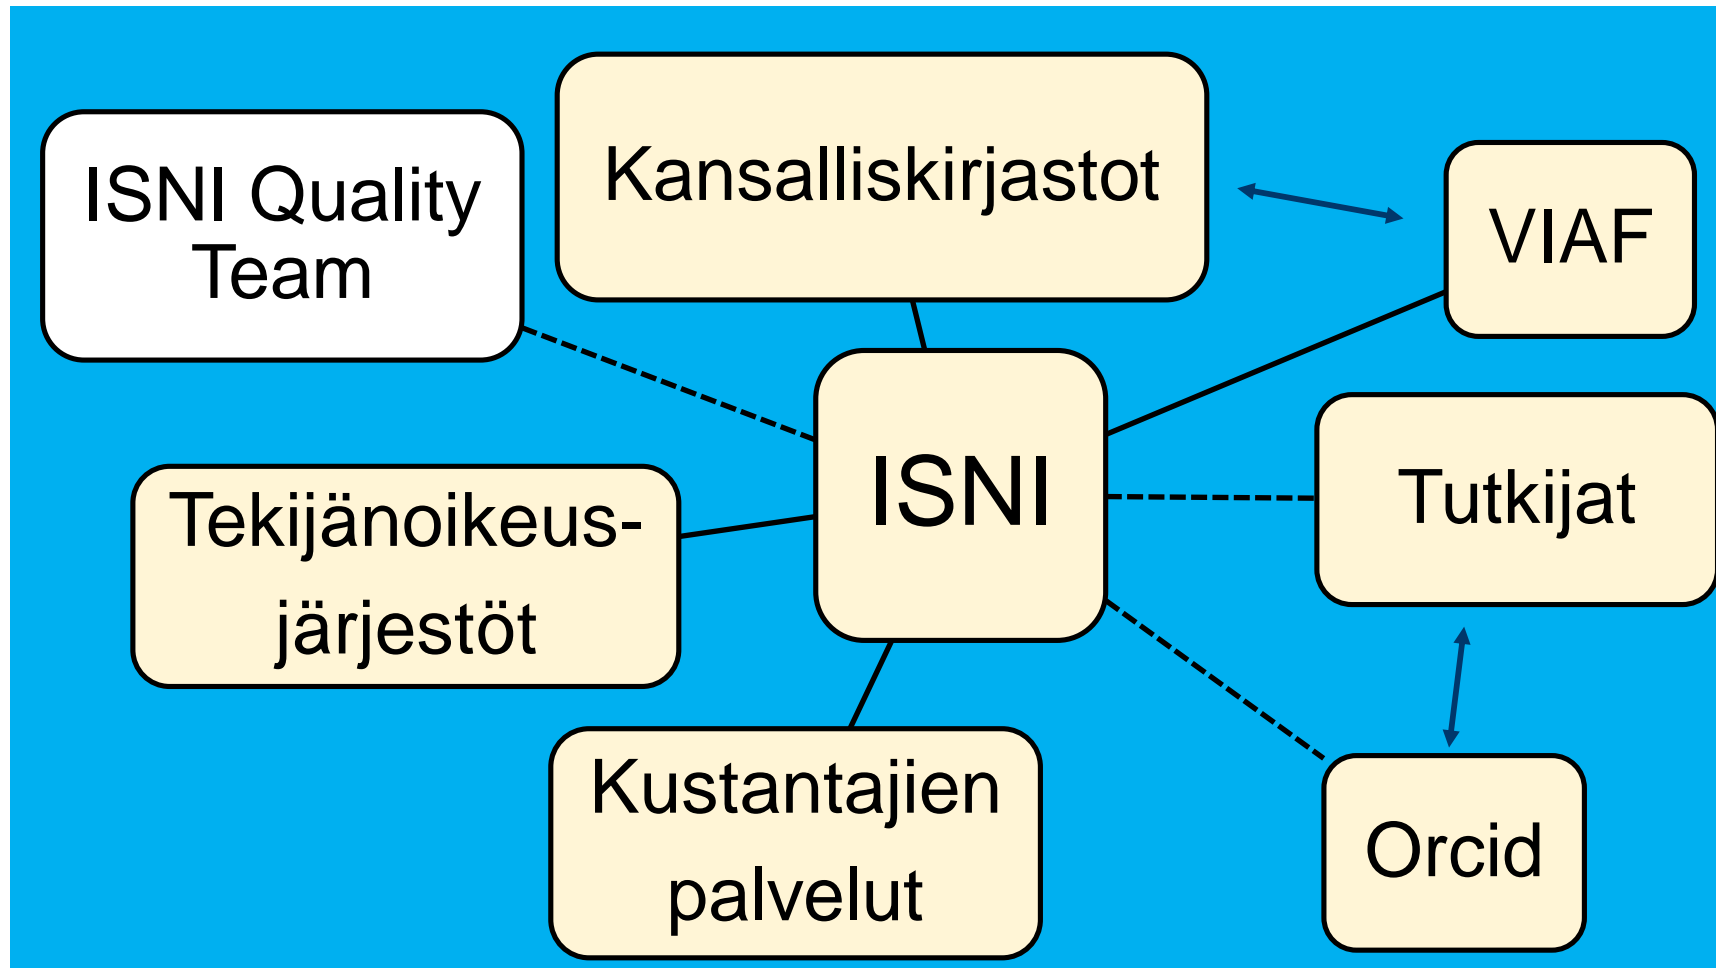 ISNI Quality
Team
Kansalliskirjastot
VIAF
ISNI
Tutkijat
Tekijänoikeus-
järjestöt
Kustantajien
palvelut
Orcid